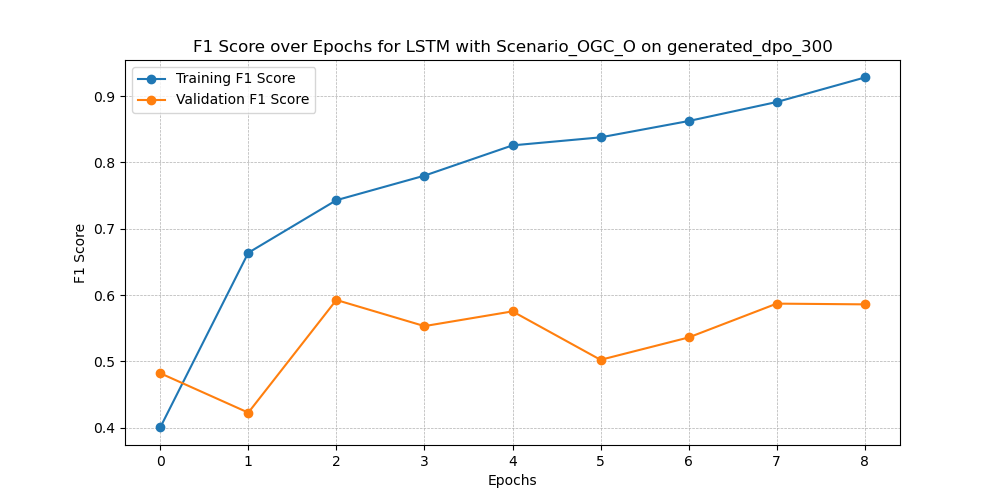 F1 Score over Epochs for LSTM with Scenario_OGC_O on generated_dpo_300
Training F1 Score
Validation F1 Score
F1 Score
0.9
0.8
0.7
0.6
0.5
0.4
0 1 2 3 4 5 6 7 8
Epochs